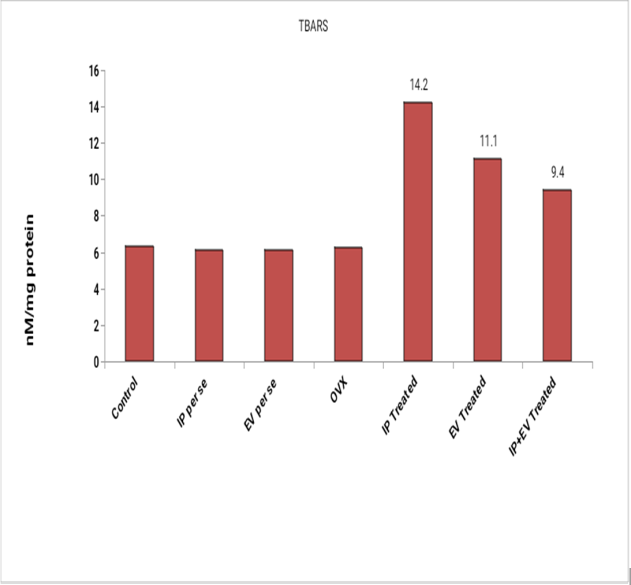 TBARS
nM/mg protein
16
14
12
10
8
6
4
2
0
14.2
11.1
9.4
Control
IP per se
EV per se
OVX
IP Treated
EV Treated
IP+EV Treated